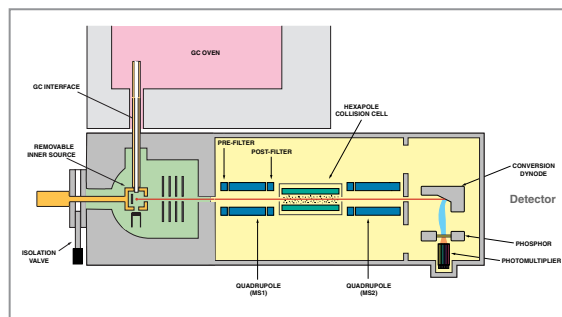 GC OVEN
GC INTERFACE
HEXAPOLE
COLLISION CELL
REMOVABLE
INNER SOURCE
PRE-FILTER
POST-FILTER
CONVERSION
DYNODE
Detector
ISOLATION
VALVE
PHOSPHOR
PHOTOMULTIPLIER
QUADRUPOLE
(MS1)
QUADRUPOLE
(MS2)